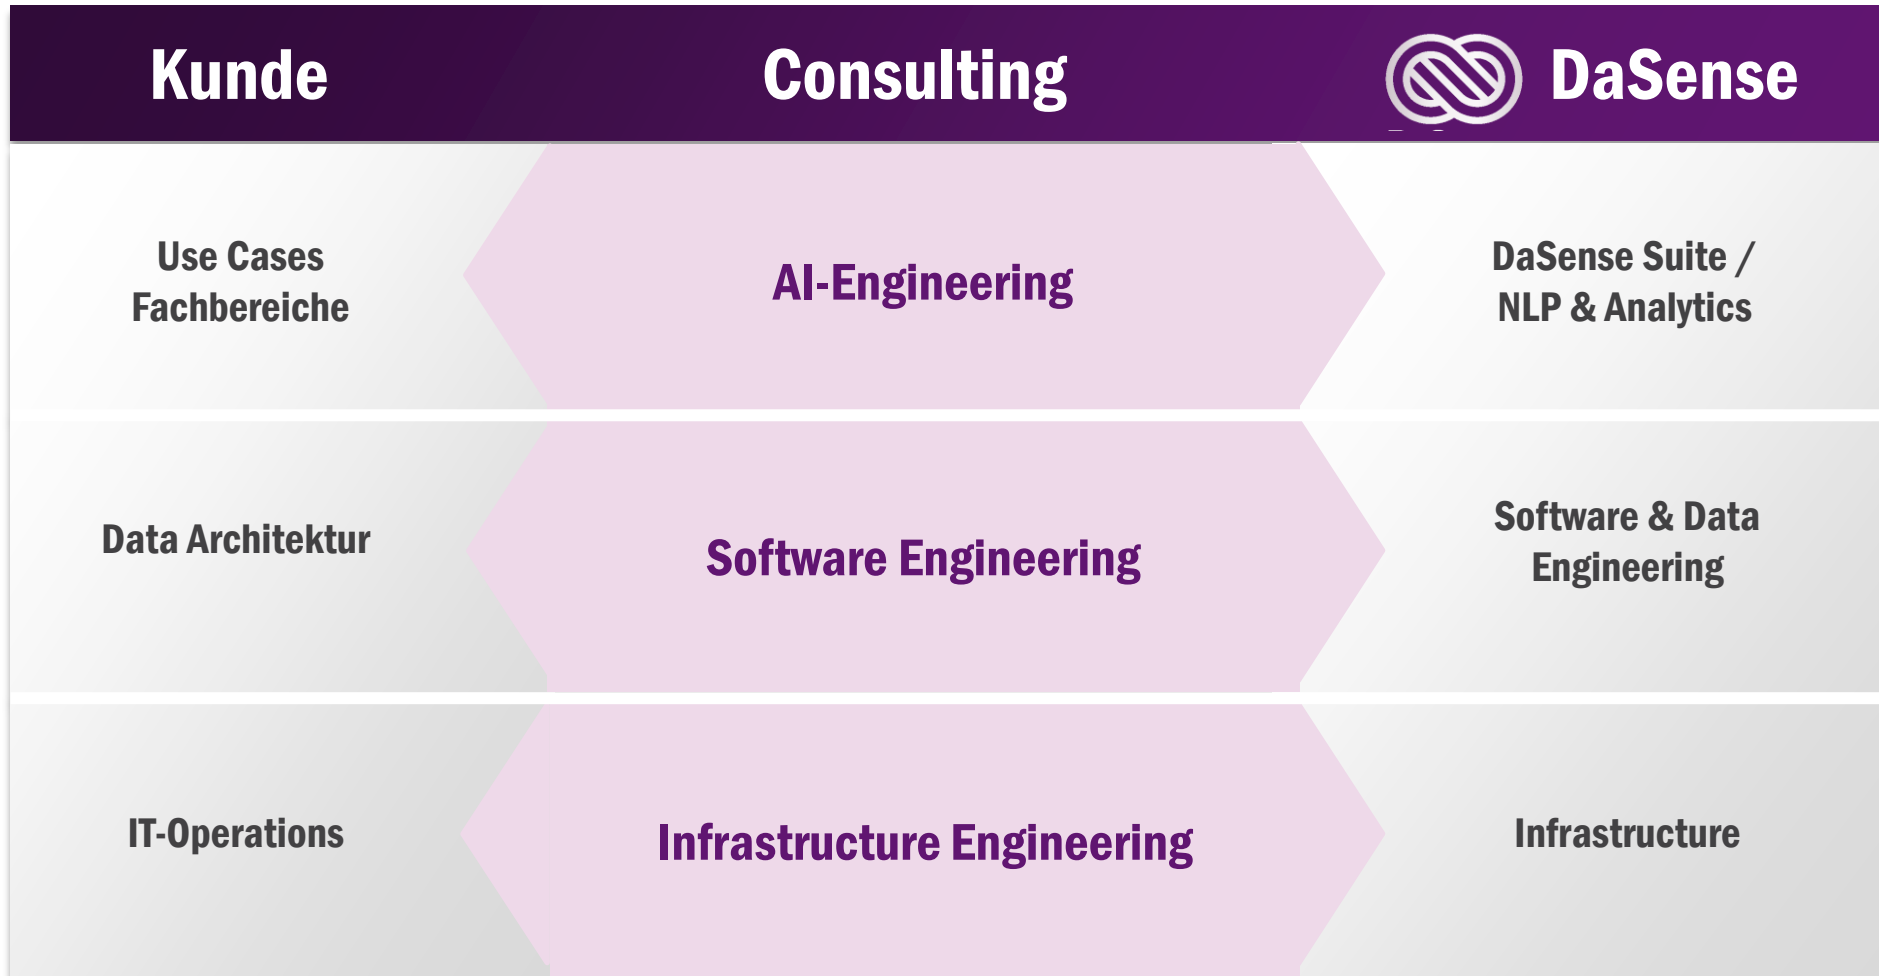 Kunde
Consulting
DaSense
Use Cases
Fachbereiche
AI-Engineering
DaSense Suite /
NLP & Analytics
Data Architektur
Software Engineering
Software & Data
Engineering
IT-Operations
Infrastructure Engineering
Infrastructure